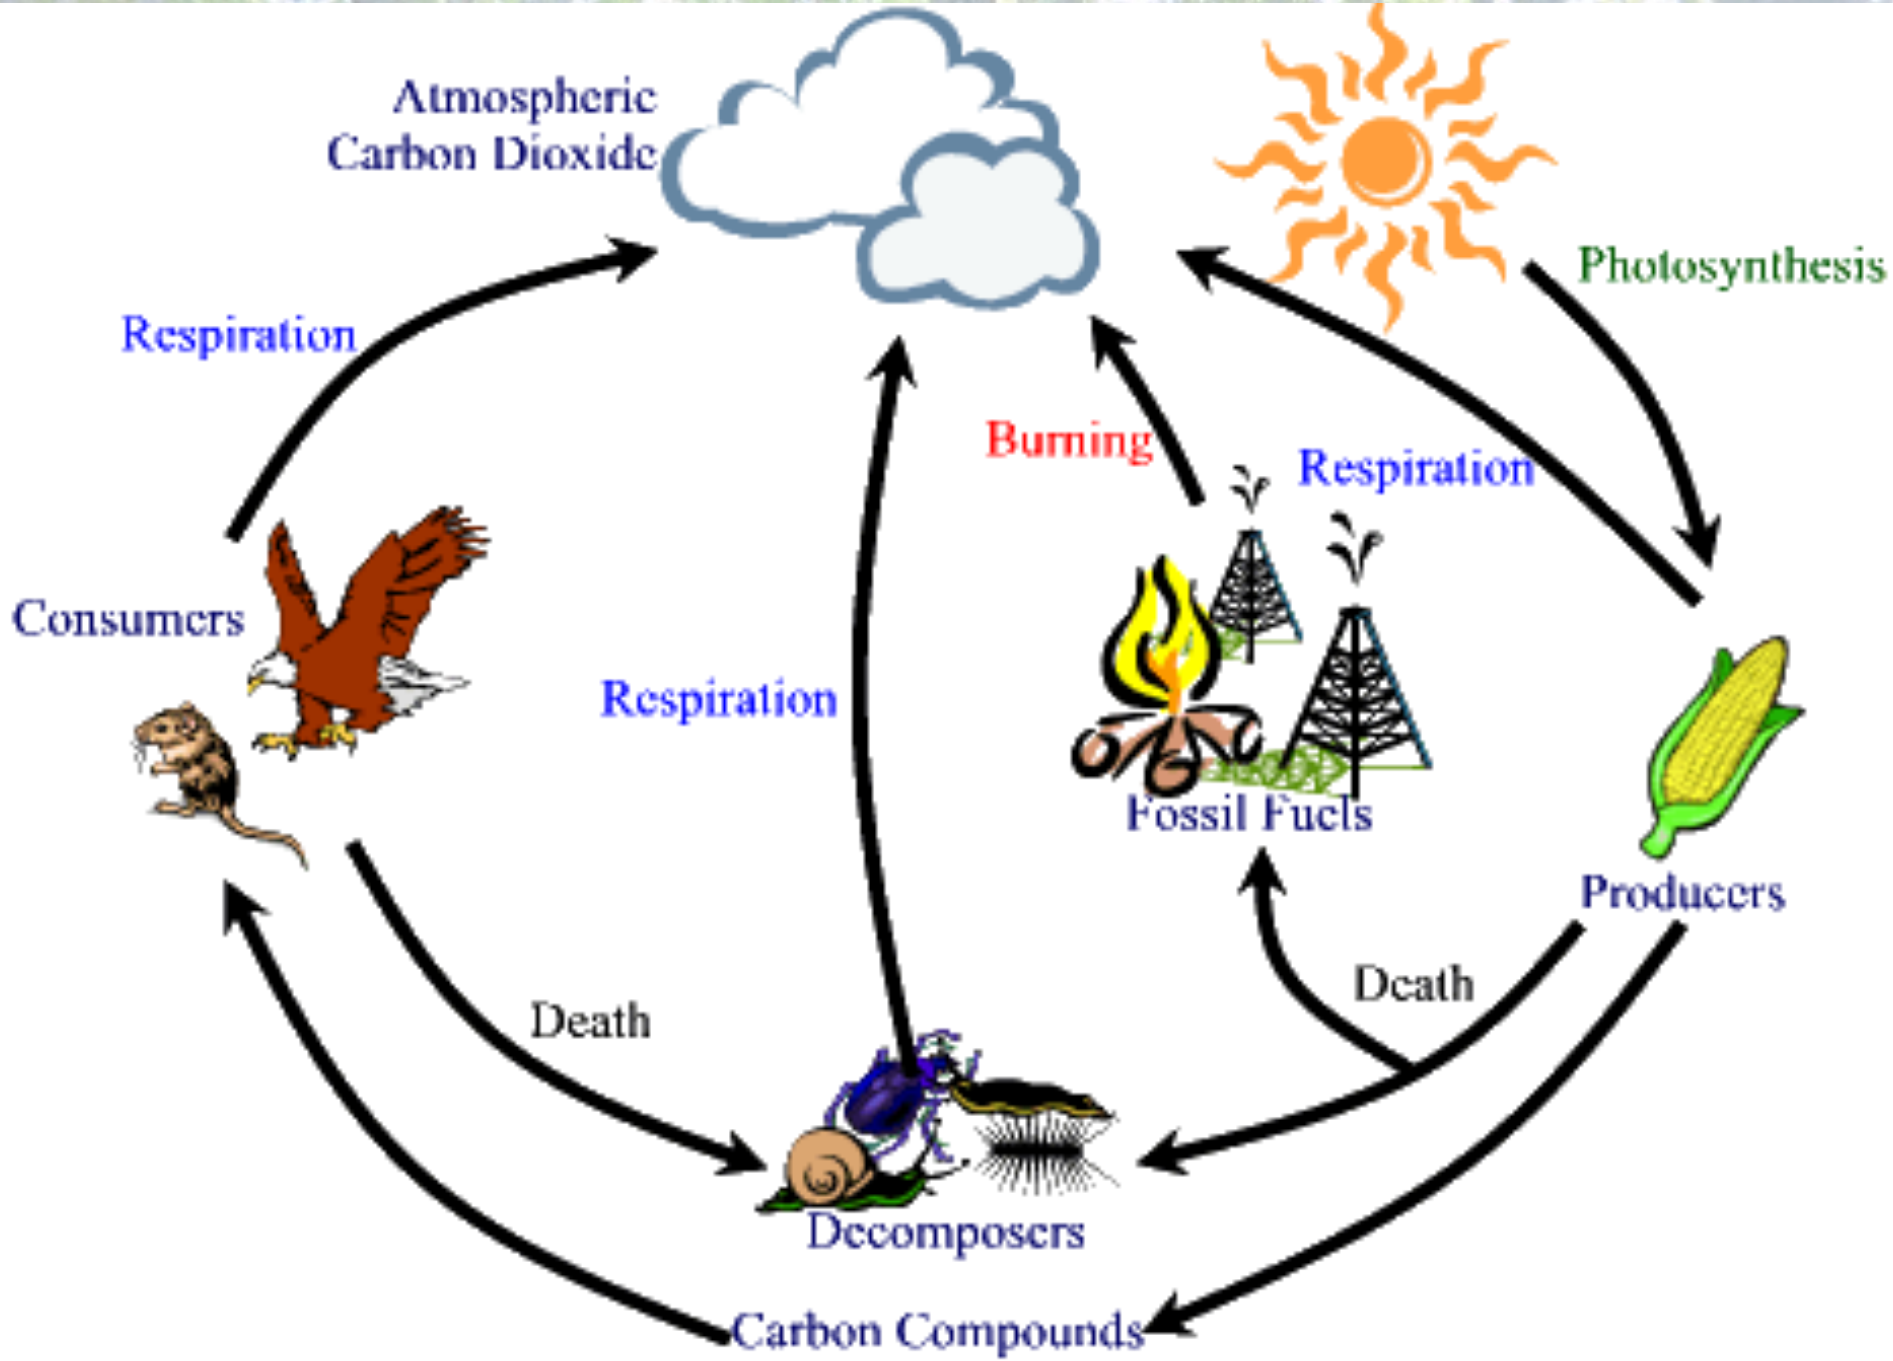 Atmospheric
Carbon Dioxide
Photosynthesis
Respiration
Burning
Respiration
Consumers
Respiration
Fossil Fuels
Producers
Death
Death
Decomposers
Carbon Compounds